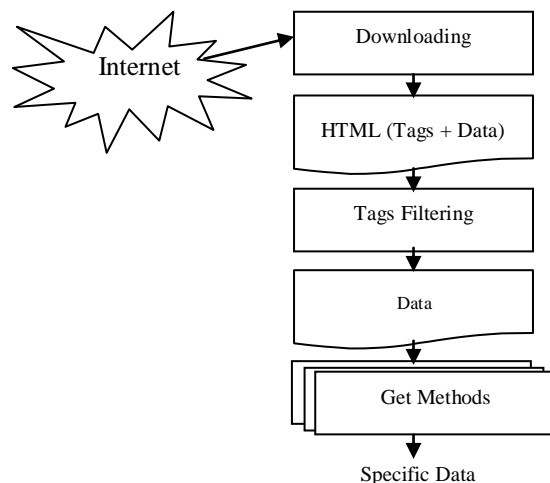 Internet
Downloading
HTML (Tags + Data)
Tags Filtering
Data
Get Methods
Specific Data